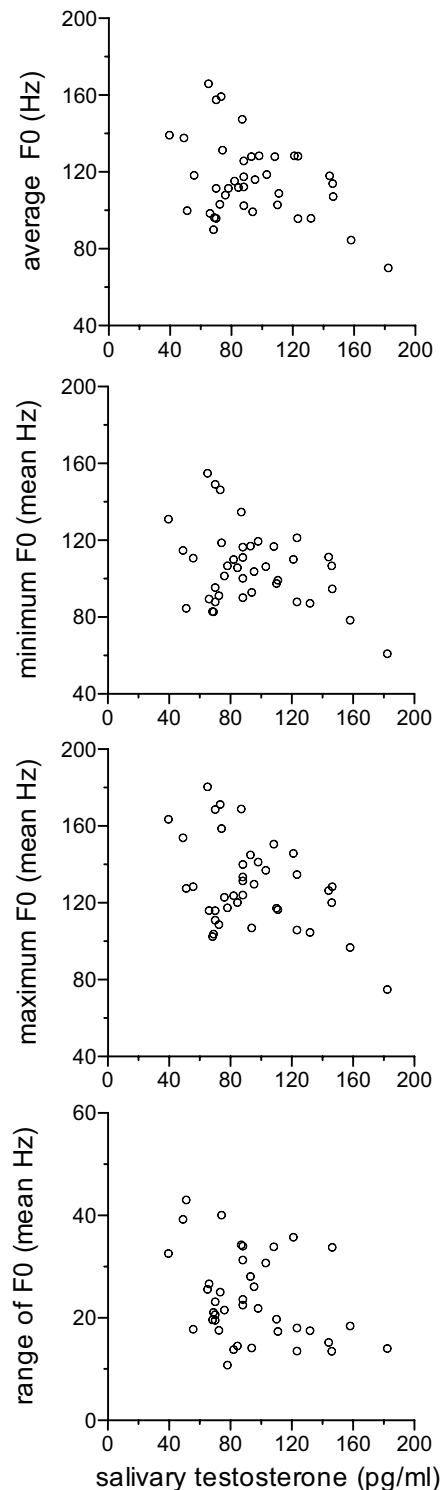 200
160
120
80
40
average F0 (Hz)
0 40 80 120 160 200
200
160
120
80
40
minimum F0 (mean Hz)
0 40 80 120 160 200
200
160
120
80
40
maximum F0 (mean Hz)
0 40 80 120 160 200
60
40
20
0
range of F0 (mean Hz)
0 40 80 120 160 200
salivary testosterone (pg/ml)